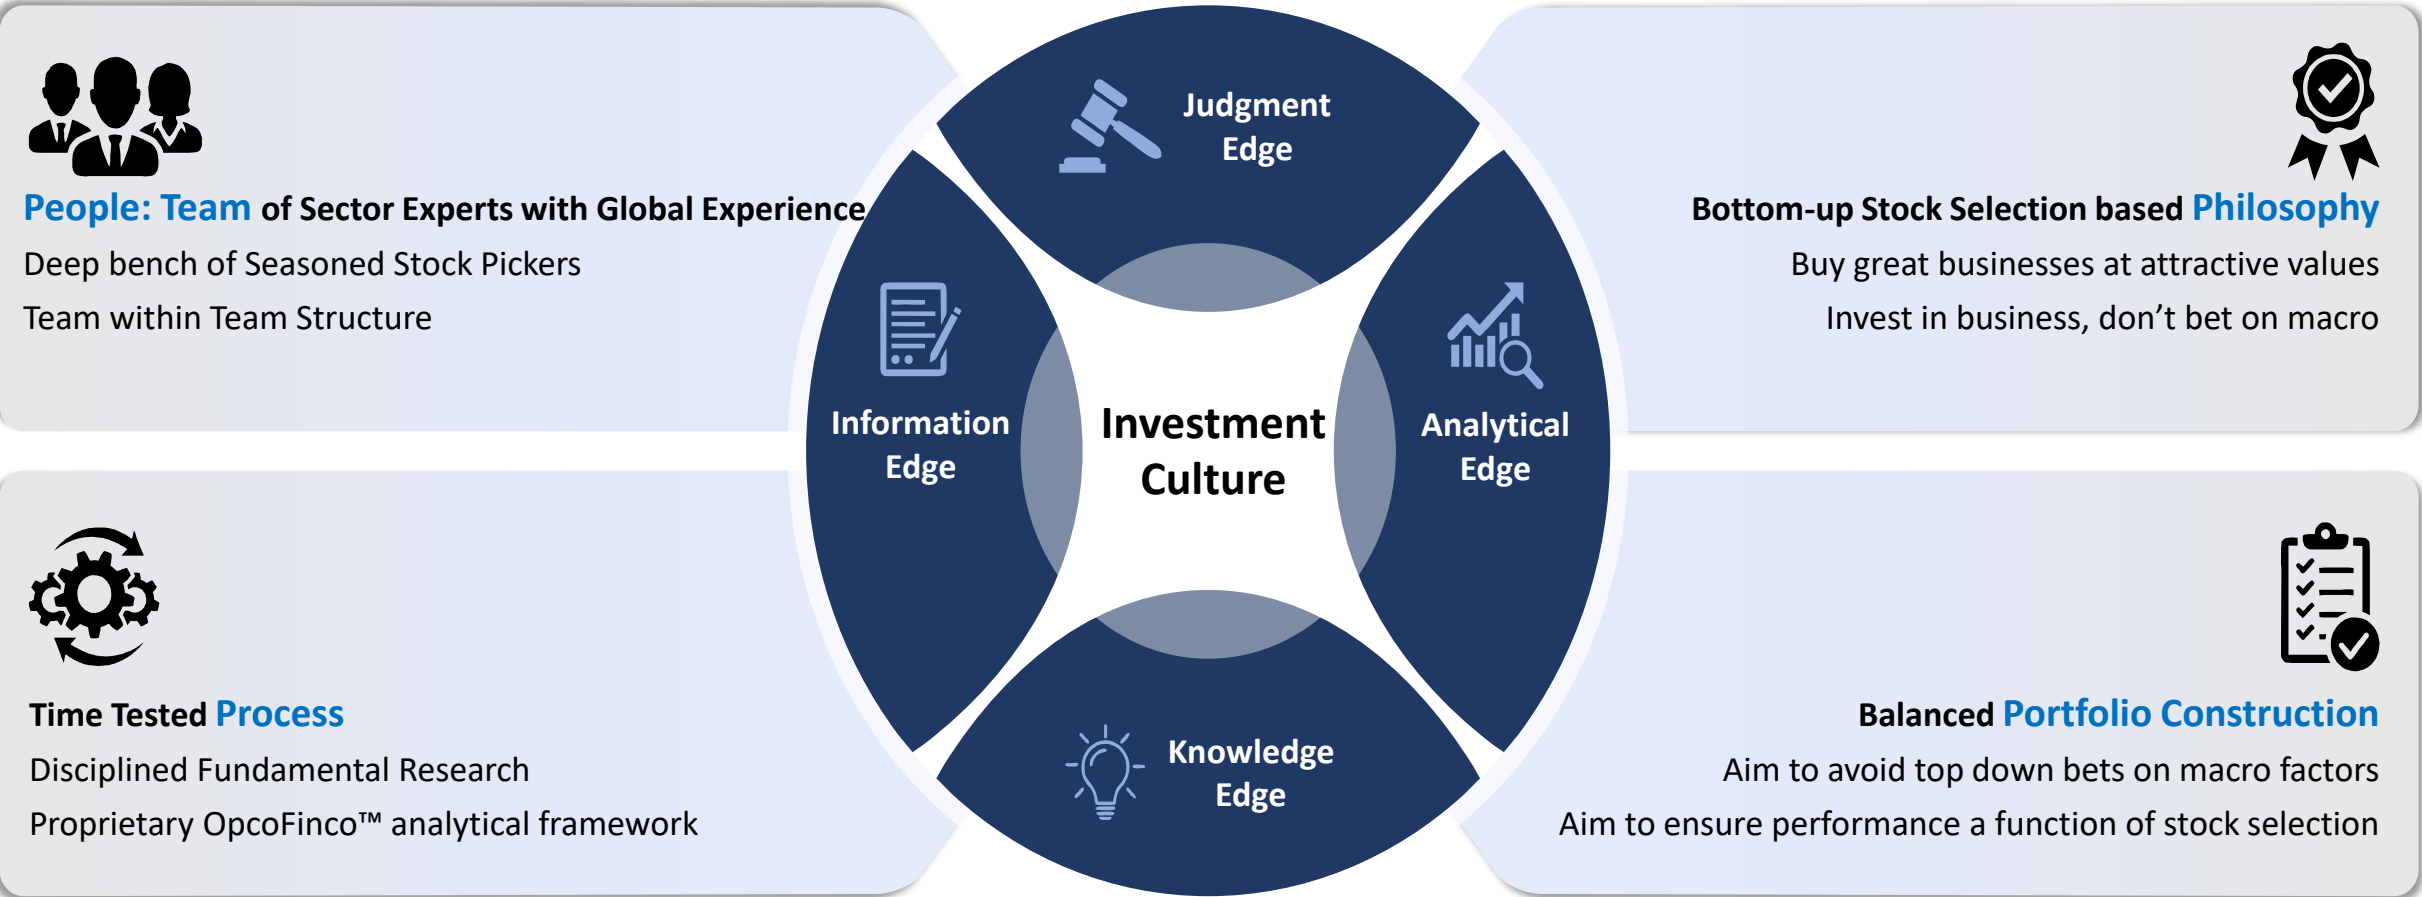 People: Team of Sector Experts with Global Experience
Deep bench of Seasoned Stock Pickers
Team within Team Structure
Judgment
Edge
Bottom-up Stock Selection based Philosophy
Buy great businesses at attractive values
Invest in business, don’t bet on macro
Information
Edge
Investment
Culture
Analytical
Edge
Time Tested Process
Disciplined Fundamental Research
Proprietary OpcoFinco™ analytical framework
Knowledge
Edge
Balanced Portfolio Construction
Aim to avoid top down bets on macro factors
Aim to ensure performance a function of stock selection